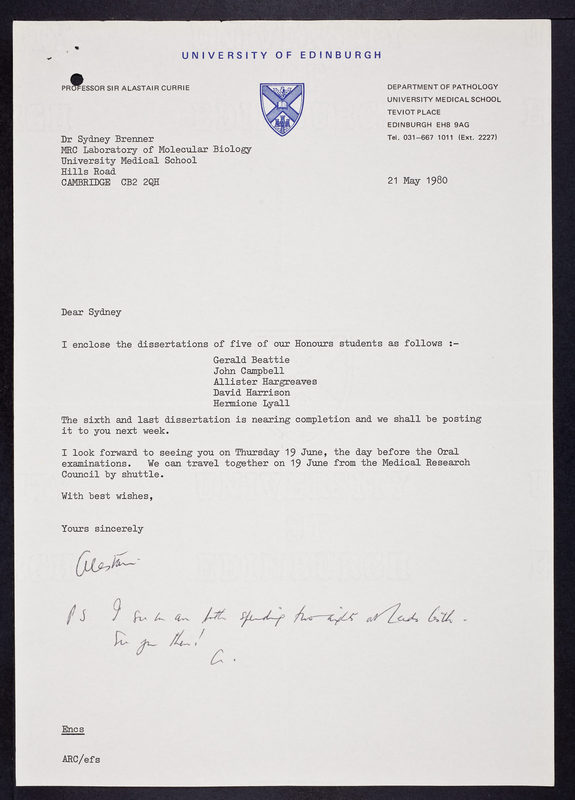 UNIVERSITY OF EDINBURGH
PROFESSOR SIR ALASTAIR CURRIE
DEPARTMENT OF PATHOLOGY
UNIVERSITY MEDICAL SCHOOL
TEVIOT PLACE
EDINBURGH EH8 9AG
Tel. 031-667 1011 (Ext. 2227)
Dr Sydney Brenner
MRC Laboratory of Molecular Biology
University Medical School
Hills Road
CAMBRIDGE CB2 2QH
21 May 1980
Dear Sydney
I enclose the dissertations of five of our Honours students as follows :-
Gerald Beattie
John Campbell
Allister Hargreaves
David Harrison
Hermione Lyall
The sixth and last dissertation is nearing completion and we shall be posting
it to you next week.
I look forward to seeing you on Thursday 19 June, the day before the Oral
examinations. We can travel together on 19 June from the Medical Research
Council by shuttle.
With best wishes,
Yours sincerely
Alastair
PS I see we are both spending two nights at Leeds Castle.
See you then!
A.
Encs
ARC/efs